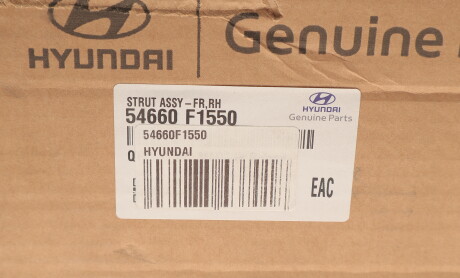 HYUNDAI
Genuine
STRUT ASSY-FR,RH
54660 F1550
HYUNDAI
Genuine Parts
54660F1550
Q
HYUNDAI
EAC